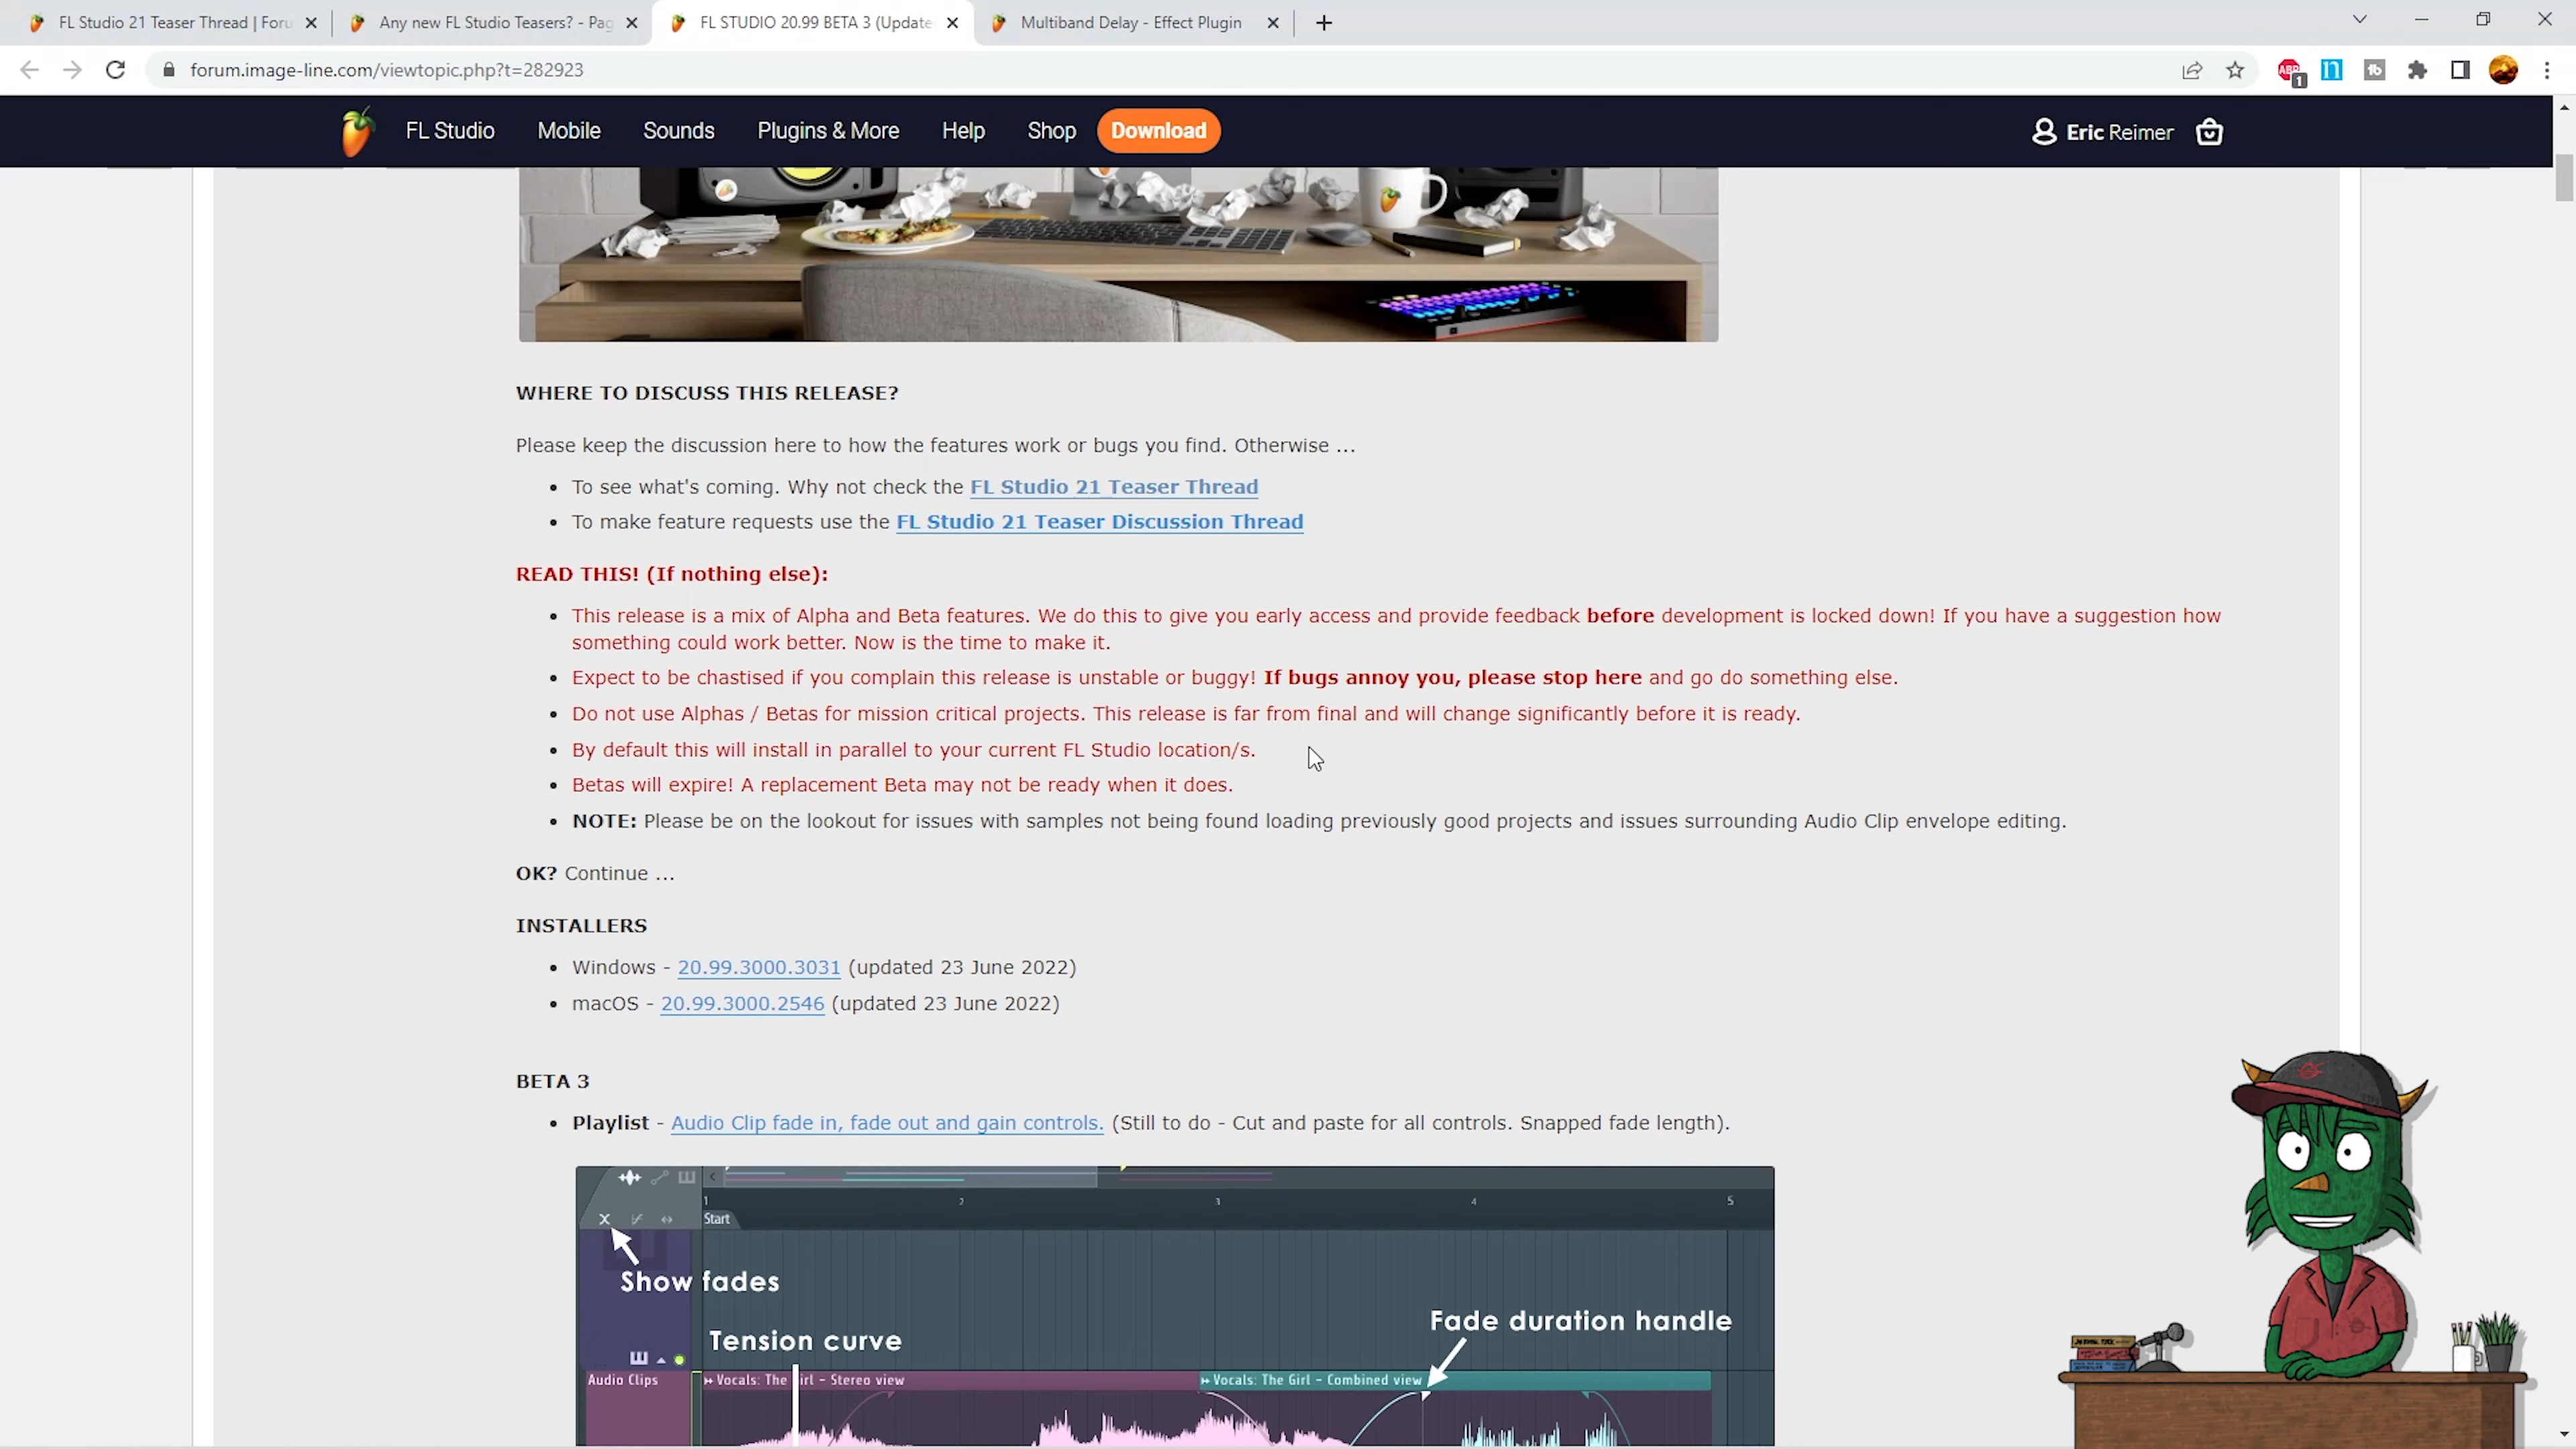 FL Studio 21 Teaser Thread | Foru
Any new FL Studio Teasers? - Pag
FL STUDIO 20.99 BETA 3 (Update
Multiband Delay - Effect Plugin
forum.image-line.com/viewtopic.php?t=282923
ABP
1
n
tb
FL Studio
Mobile
Sounds
Plugins & More
Help
Shop
Download
Eric Reimer
WHERE TO DISCUSS THIS RELEASE?
Please keep the discussion here to how the features work or bugs you find. Otherwise ...
• To see what's coming. Why not check the FL Studio 21 Teaser Thread
• To make feature requests use the FL Studio 21 Teaser Discussion Thread
READ THIS! (If nothing else):
• This release is a mix of Alpha and Beta features. We do this to give you early access and provide feedback before development is locked down! If you have a suggestion how
something could work better. Now is the time to make it.
• Expect to be chastised if you complain this release is unstable or buggy! If bugs annoy you, please stop here and go do something else.
• Do not use Alphas / Betas for mission critical projects. This release is far from final and will change significantly before it is ready.
• By default this will install in parallel to your current FL Studio location/s.
• Betas will expire! A replacement Beta may not be ready when it does.
• NOTE: Please be on the lookout for issues with samples not being found loading previously good projects and issues surrounding Audio Clip envelope editing.
OK? Continue ...
INSTALLERS
• Windows - 20.99.3000.3031 (updated 23 June 2022)
• macOS - 20.99.3000.2546 (updated 23 June 2022)
BETA 3
• Playlist - Audio Clip fade in, fade out and gain controls. (Still to do - Cut and paste for all controls. Snapped fade length).
1 2 3 4 5
Start
Show fades
Fade duration handle
Tension curve
Audio Clips
Vocals: The Girl - Stereo view
Vocals: The Girl - Combined view